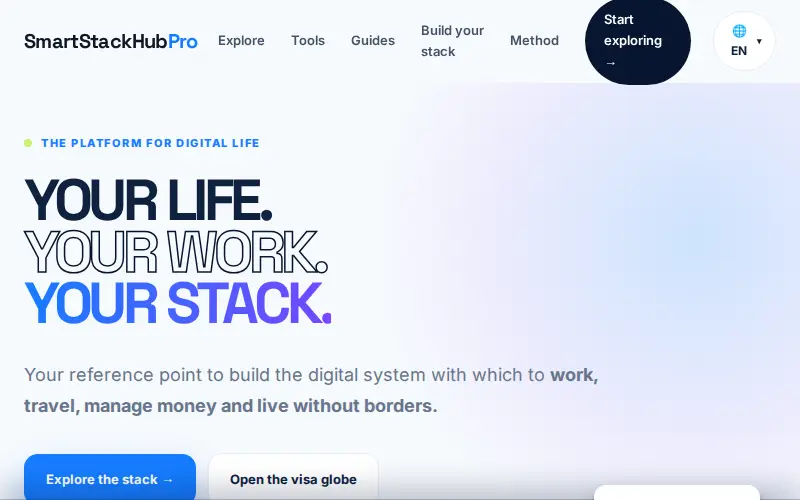 SmartStackHubPro
Explore
Tools
Guides
Build your
stack
Method
Start
exploring
→
🌐
EN ▾
THE PLATFORM FOR DIGITAL LIFE
YOUR LIFE.
YOUR WORK.
YOUR STACK.
Your reference point to build the digital system with which to work,
travel, manage money and live without borders.
Explore the stack →
Open the visa globe